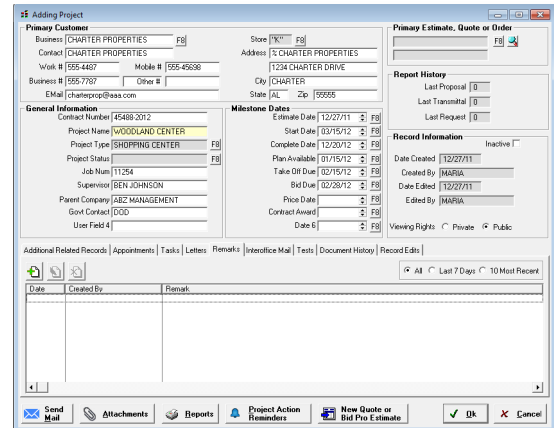 Adding Project
Primary Customer
Business CHARTER PROPERTIES F8 Store "K" F8
Contact CHARTER PROPERTIES Address % CHARTER PROPERTIES
Work # 555-4487 Mobile # 555-45698 1234 CHARTER DRIVE
Business # 555-7787 Other # City CHARTER
EMail charterprop@aaa.com State AL Zip 55555
Primary Estimate, Quote or Order
F8
Report History
Last Proposal 0
Last Transmittal 0
Last Request 0
General Information
Contract Number 45488-2012
Project Name WOODLAND CENTER
Project Type SHOPPING CENTER F8
Project Status F8
Job Num 11254
Supervisor BEN JOHNSON
Parent Company ABZ MANAGEMENT
Govt Contact DOD
User Field 4
Milestone Dates
Estimate Date 12/27/11 F8
Start Date 03/15/12 F8
Complete Date 12/20/12 F8
Plan Available 01/15/12 F8
Take Off Due 02/15/12 F8
Bid Due 02/28/12 F8
Price Date F8
Contract Award F8
Date 6 F8
Record Information
Inactive
Date Created 12/27/11
Created By MARIA
Date Edited 12/27/11
Edited By MARIA
Viewing Rights Private Public
Additional Related Records Appointments Tasks Letters Remarks Interoffice Mail Tests Document History Record Edits
All Last 7 Days 10 Most Recent
Date Created By Remark
Send Mail Attachments Reports Project Action Reminders New Quote or Bid Pro Estimate Ok Cancel